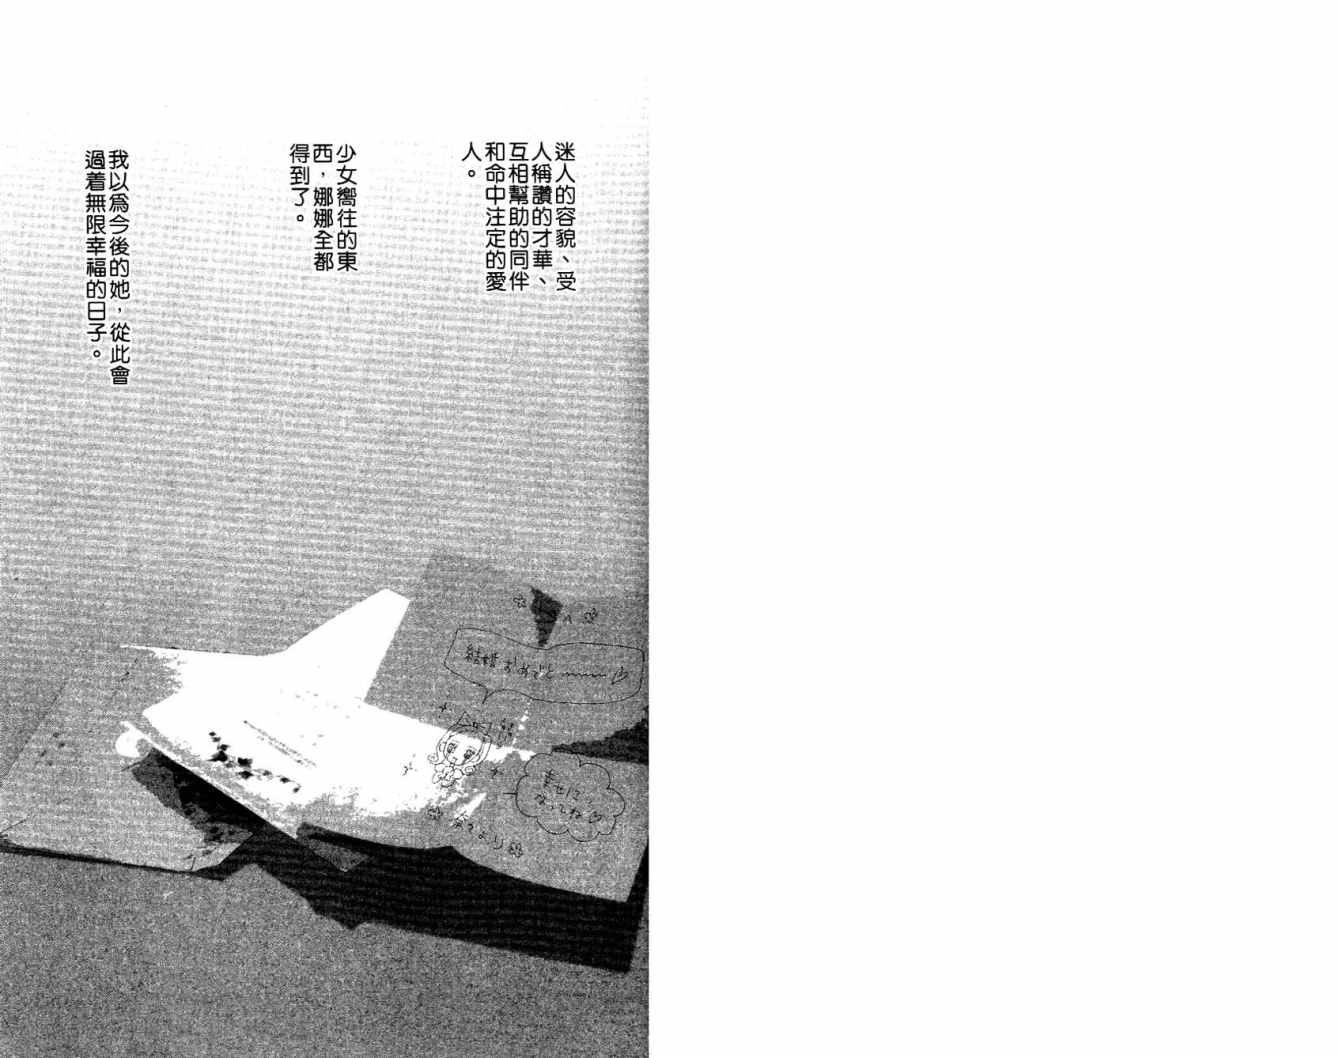 迷人的容貌、受
人稱讚的才華、
互相幫助的同伴
和命中注定的愛
人。
少女嚮往的東
西，娜娜全都
得到了。
我以為今後的她，從此會
過着無限幸福的日子。
結婚おめでと
幸せに
なってね
奈々より